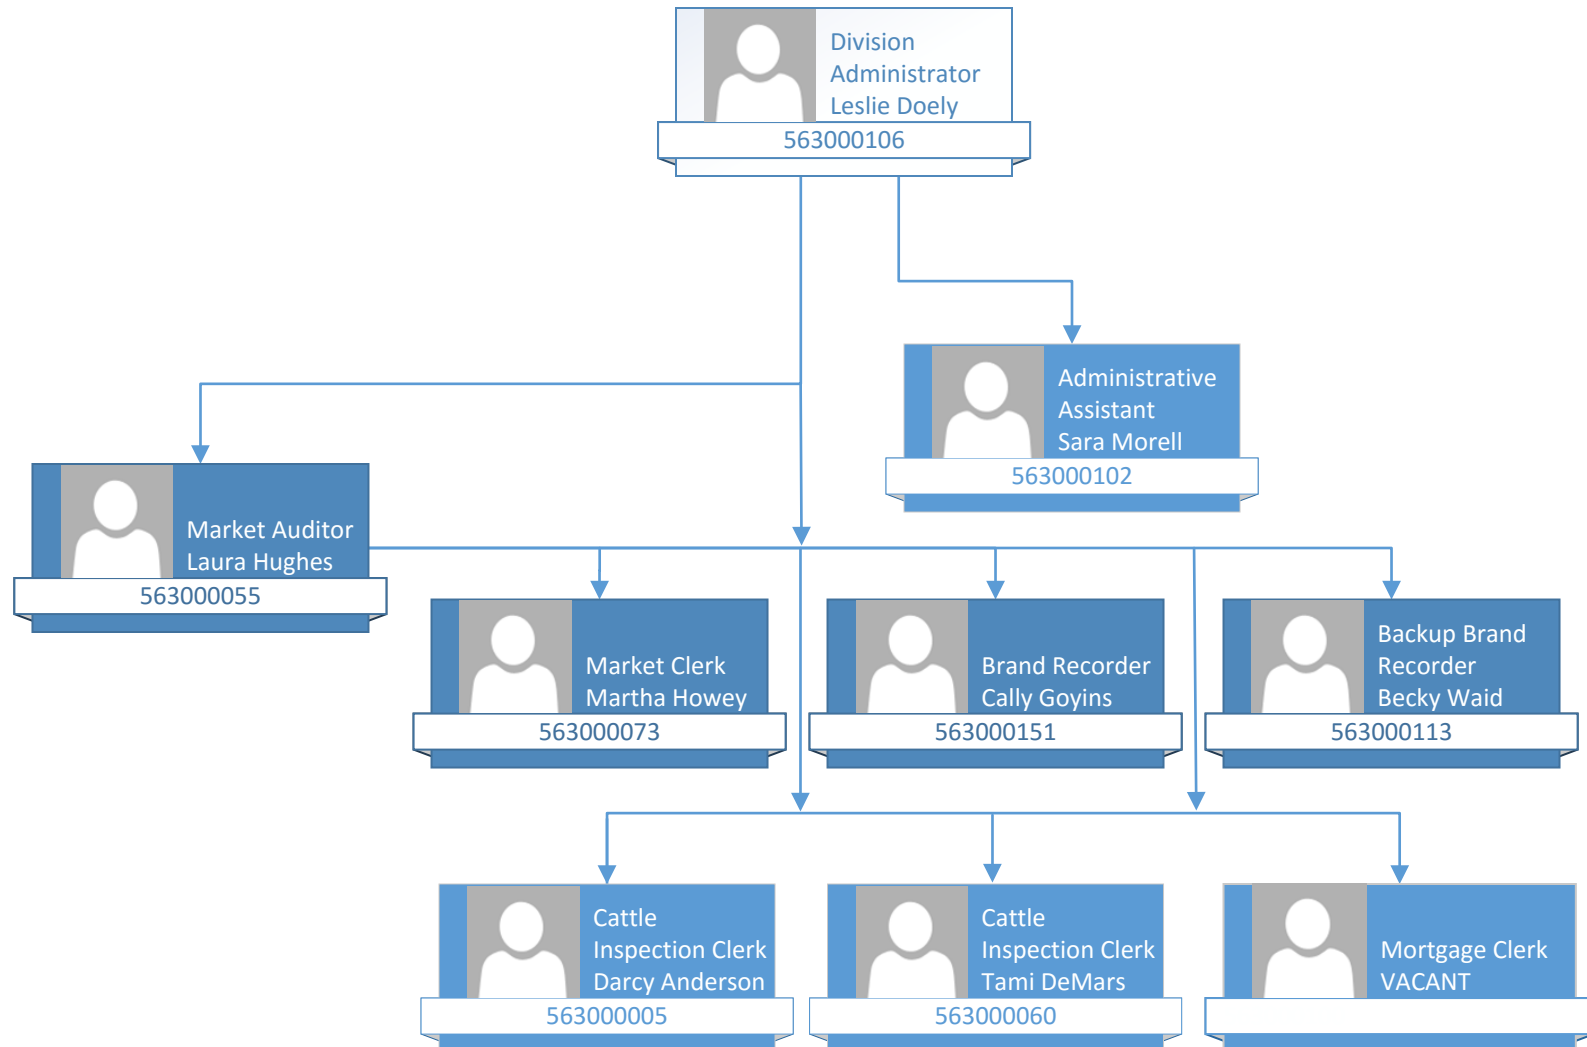 Division
Administrator
Leslie Doely
563000106
Administrative
Assistant
Sara Morell
563000102
Market Auditor
Laura Hughes
563000055
Market Clerk
Martha Howey
563000073
Brand Recorder
Cally Goyins
563000151
Backup Brand
Recorder
Becky Waid
563000113
Cattle
Inspection Clerk
Darcy Anderson
563000005
Cattle
Inspection Clerk
Tami DeMars
563000060
Mortgage Clerk
VACANT